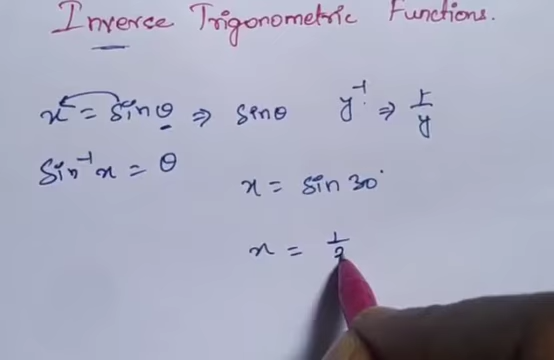 Inverse Trigonometric Functions.
x = sinθ ⇒ sinθ y⁻¹ ⇒ 1/y
Sin⁻¹x = θ
x = sin 30°
x = 1/2